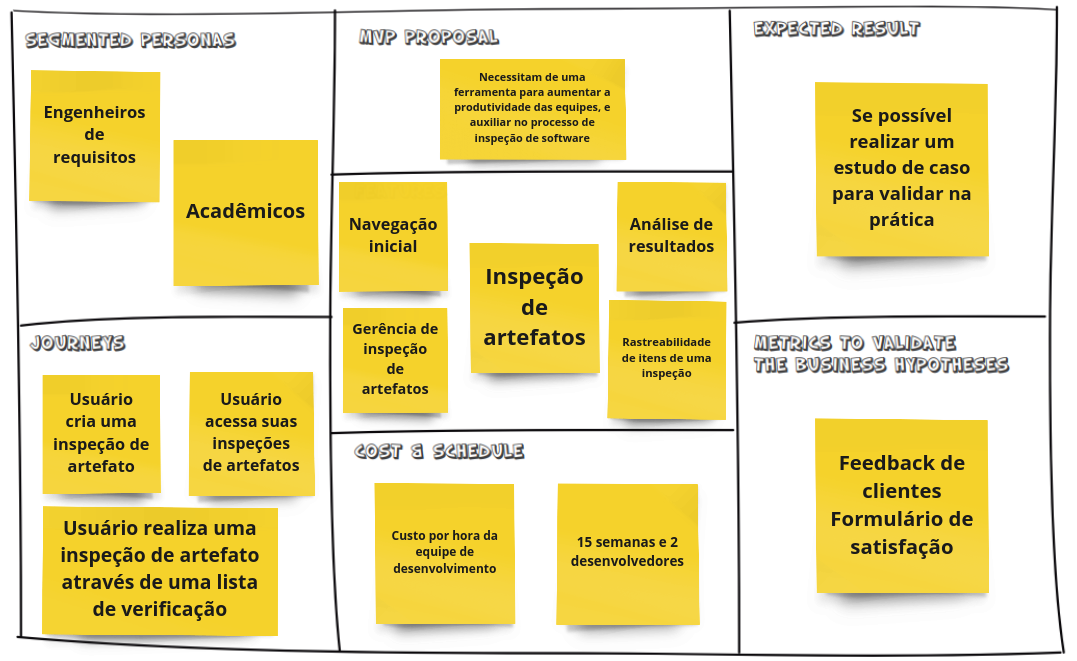 SEGMENTED PERSONAS
Engenheiros
de
requisitos
Acadêmicos
MVP PROPOSAL
Necessitam de uma
ferramenta para aumentar a
produtividade das equipes, e
auxiliar no processo de
inspeção de software
EXPECTED RESULT
Se possível
realizar um
estudo de caso
para validar na
prática
Navegação
inicial
Gerência de
inspeção
de
artefatos
Inspeção
de
artefatos
Análise de
resultados
Rastreabilidade
de itens de uma
inspeção
JOURNEYS
Usuário
cria uma
inspeção de
artefato
Usuário
acessa suas
inspeções
de artefatos
Usuário realiza uma
inspeção de artefato
através de uma lista
de verificação
COST & SCHEDULE
Custo por hora da
equipe de
desenvolvimento
15 semanas e 2
desenvolvedores
METRICS TO VALIDATE
THE BUSINESS HYPOTHESES
Feedback de
clientes
Formulário de
satisfação